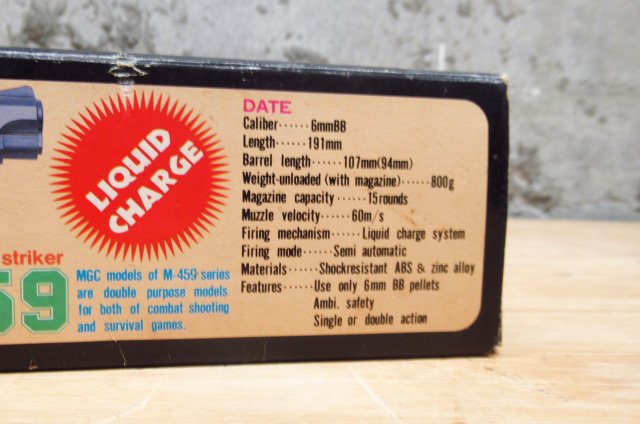 LIQUID
CHARGE
striker
59
MGC models of M-459 series
are double purpose models
for both of combat shooting
and survival games.
DATE
Caliber······6mmBB
Length······191mm
Barrel length······107mm(94mm)
Weight-unloaded (with magazine)······800g
Magazine capacity ······15rounds
Muzzle velocity······60m/s
Firing mechanism······Liquid charge system
Firing mode······Semi automatic
Materials······Shockresistant ABS & zinc alloy
Features······Use only 6mm BB pellets
Ambi. safety
Single or double action